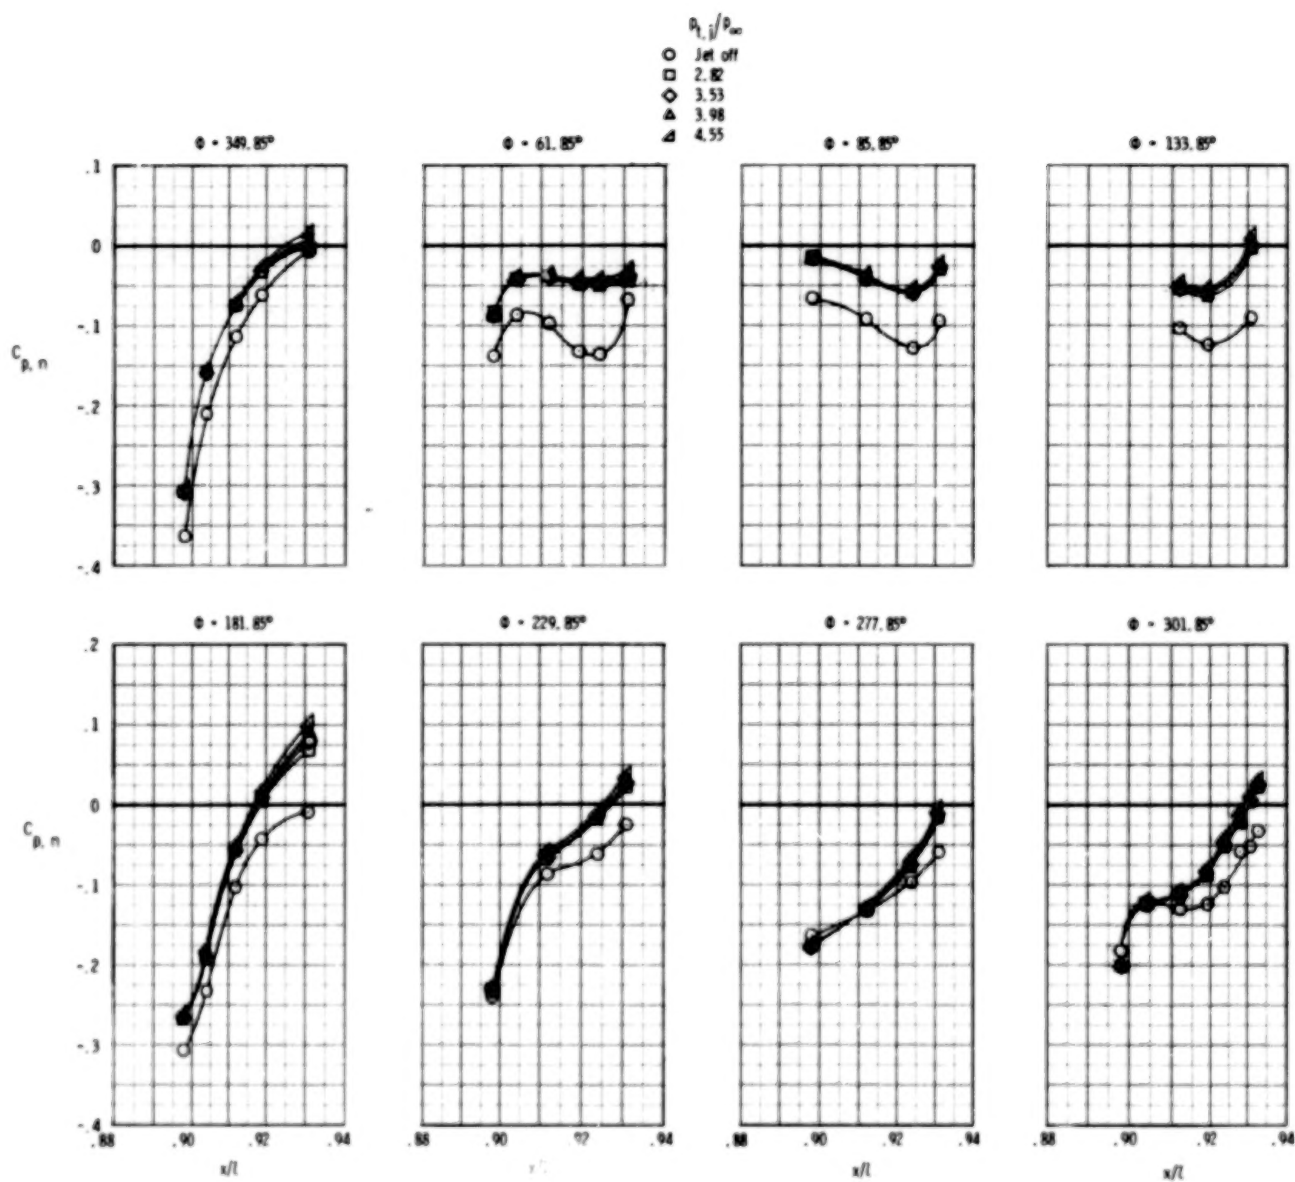 p_t,j/p_∞
Jet off
2.82
3.53
3.98
4.55
Φ - 349.85°
Φ - 61.85°
Φ - 85.85°
Φ - 133.85°
.1
0
-.1
C_p,n
-.2
-.3
-.4
Φ - 181.85°
Φ - 229.85°
Φ - 277.85°
Φ - 301.85°
.2
.1
0
C_p,n
-.1
-.2
-.3
-.4
.88 .90 .92 .94 .88 .90 .92 .94 .88 .90 .92 .94 .88 .90 .92 .94
x/l x/l x/l x/l